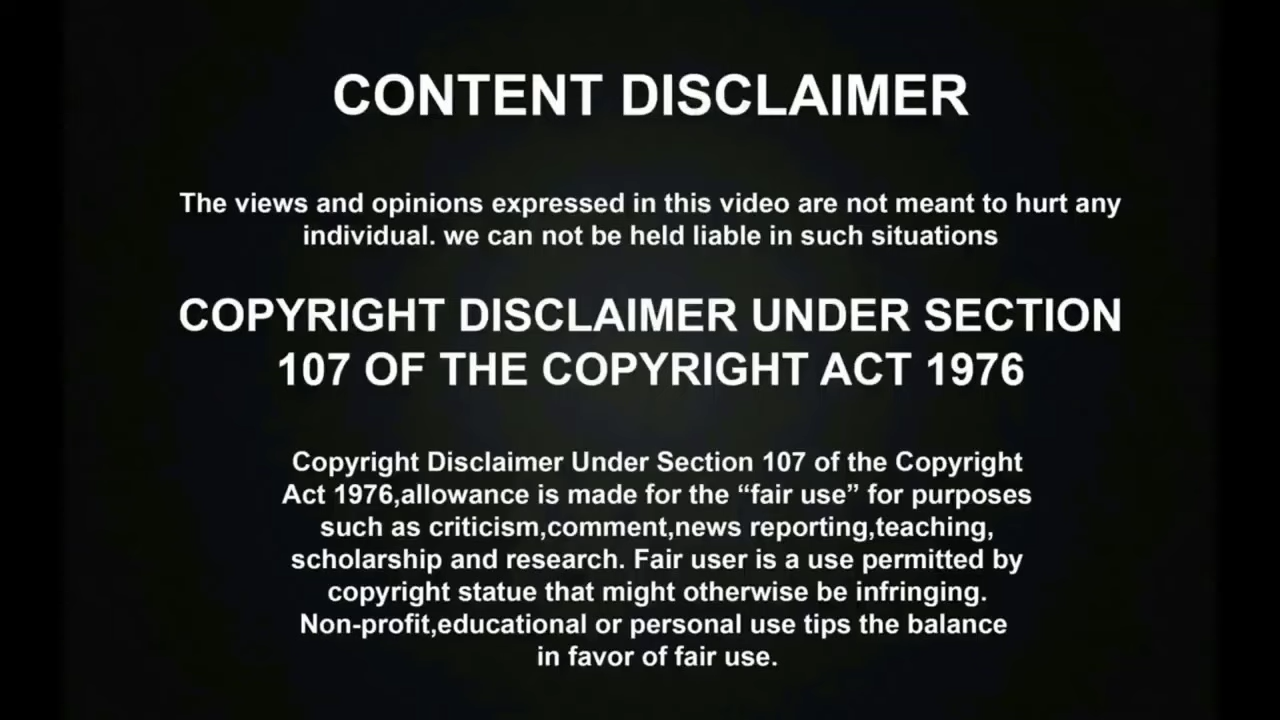 CONTENT DISCLAIMER
The views and opinions expressed in this video are not meant to hurt any
individual. we can not be held liable in such situations
COPYRIGHT DISCLAIMER UNDER SECTION
107 OF THE COPYRIGHT ACT 1976
Copyright Disclaimer Under Section 107 of the Copyright
Act 1976,allowance is made for the “fair use” for purposes
such as criticism,comment,news reporting,teaching,
scholarship and research. Fair user is a use permitted by
copyright statue that might otherwise be infringing.
Non-profit,educational or personal use tips the balance
in favor of fair use.